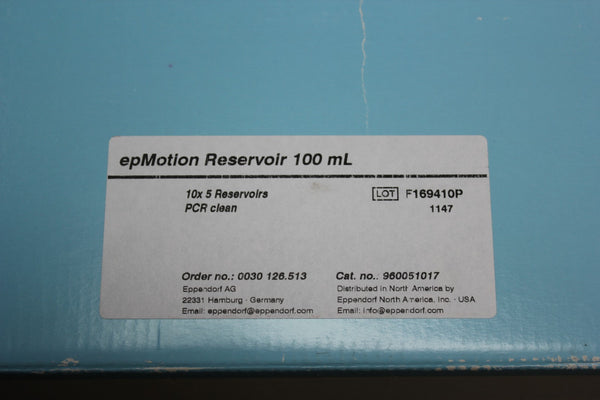 epMotion Reservoir 100 mL
10x 5 Reservoirs
PCR clean
LOT F169410P
1147
Order no.: 0030 126.513
Eppendorf AG
22331 Hamburg · Germany
Email: eppendorf@eppendorf.com
Cat. no.. 960051017
Distributed in North America by
Eppendorf North America, Inc. · USA
Email: info@eppendorf.com